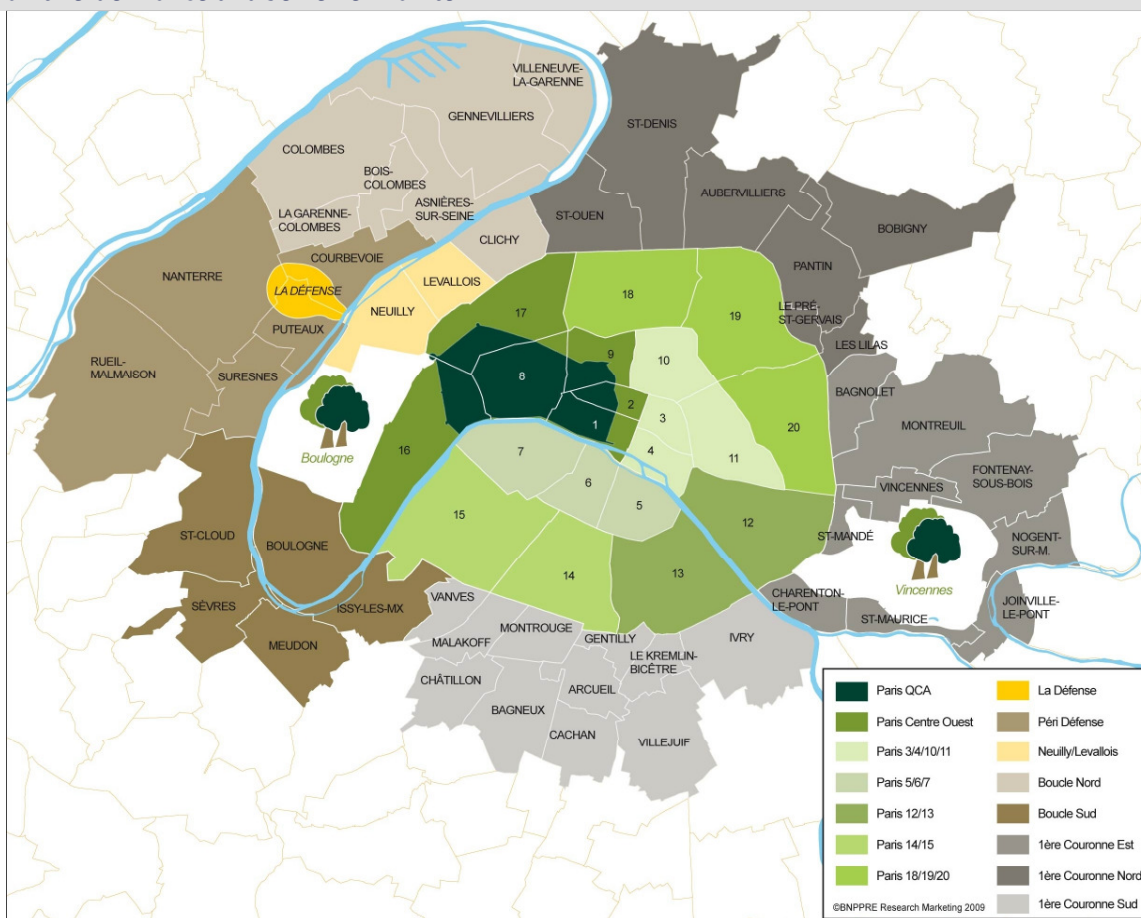 VILLENEUVE-
LA-GARENNE
GENNEVILLIERS
ST-DENIS
COLOMBES
BOIS-
COLOMBES
AUBERVILLIERS
ASNIÈRES-
SUR-SEINE
ST-OUEN
LA GARENNE-
COLOMBES
CLICHY
BOBIGNY
COURBEVOIE
NANTERRE
PANTIN
LEVALLOIS
LA DÉFENSE
18
NEUILLY
17
19
LE PRÉ-
ST-GERVAIS
PUTEAUX
LES LILAS
9
10
RUEIL-
MALMAISON
SURESNES
8
BAGNOLET
2
3
1
MONTREUIL
20
Boulogne
16
7
4
11
FONTENAY-
SOUS-BOIS
6
VINCENNES
5
15
12
ST-CLOUD
BOULOGNE
ST-MANDÉ
NOGENT-
SUR-M.
14
13
Vincennes
SÈVRES
ISSY-LES-MX
VANVES
CHARENTON-
LE-PONT
JOINVILLE-
LE-PONT
ST-MAURICE
MEUDON
MALAKOFF
MONTROUGE
GENTILLY
IVRY
LE KREMLIN-
BICÊTRE
CHÂTILLON
ARCUEIL
BAGNEUX
CACHAN
VILLEJUIF
Paris QCA
Paris Centre Ouest
Paris 3/4/10/11
Paris 5/6/7
Paris 12/13
Paris 14/15
Paris 18/19/20
La Défense
Péri Défense
Neuilly/Levallois
Boucle Nord
Boucle Sud
1ère Couronne Est
1ère Couronne Nord
1ère Couronne Sud
©BNPPRE Research Marketing 2009